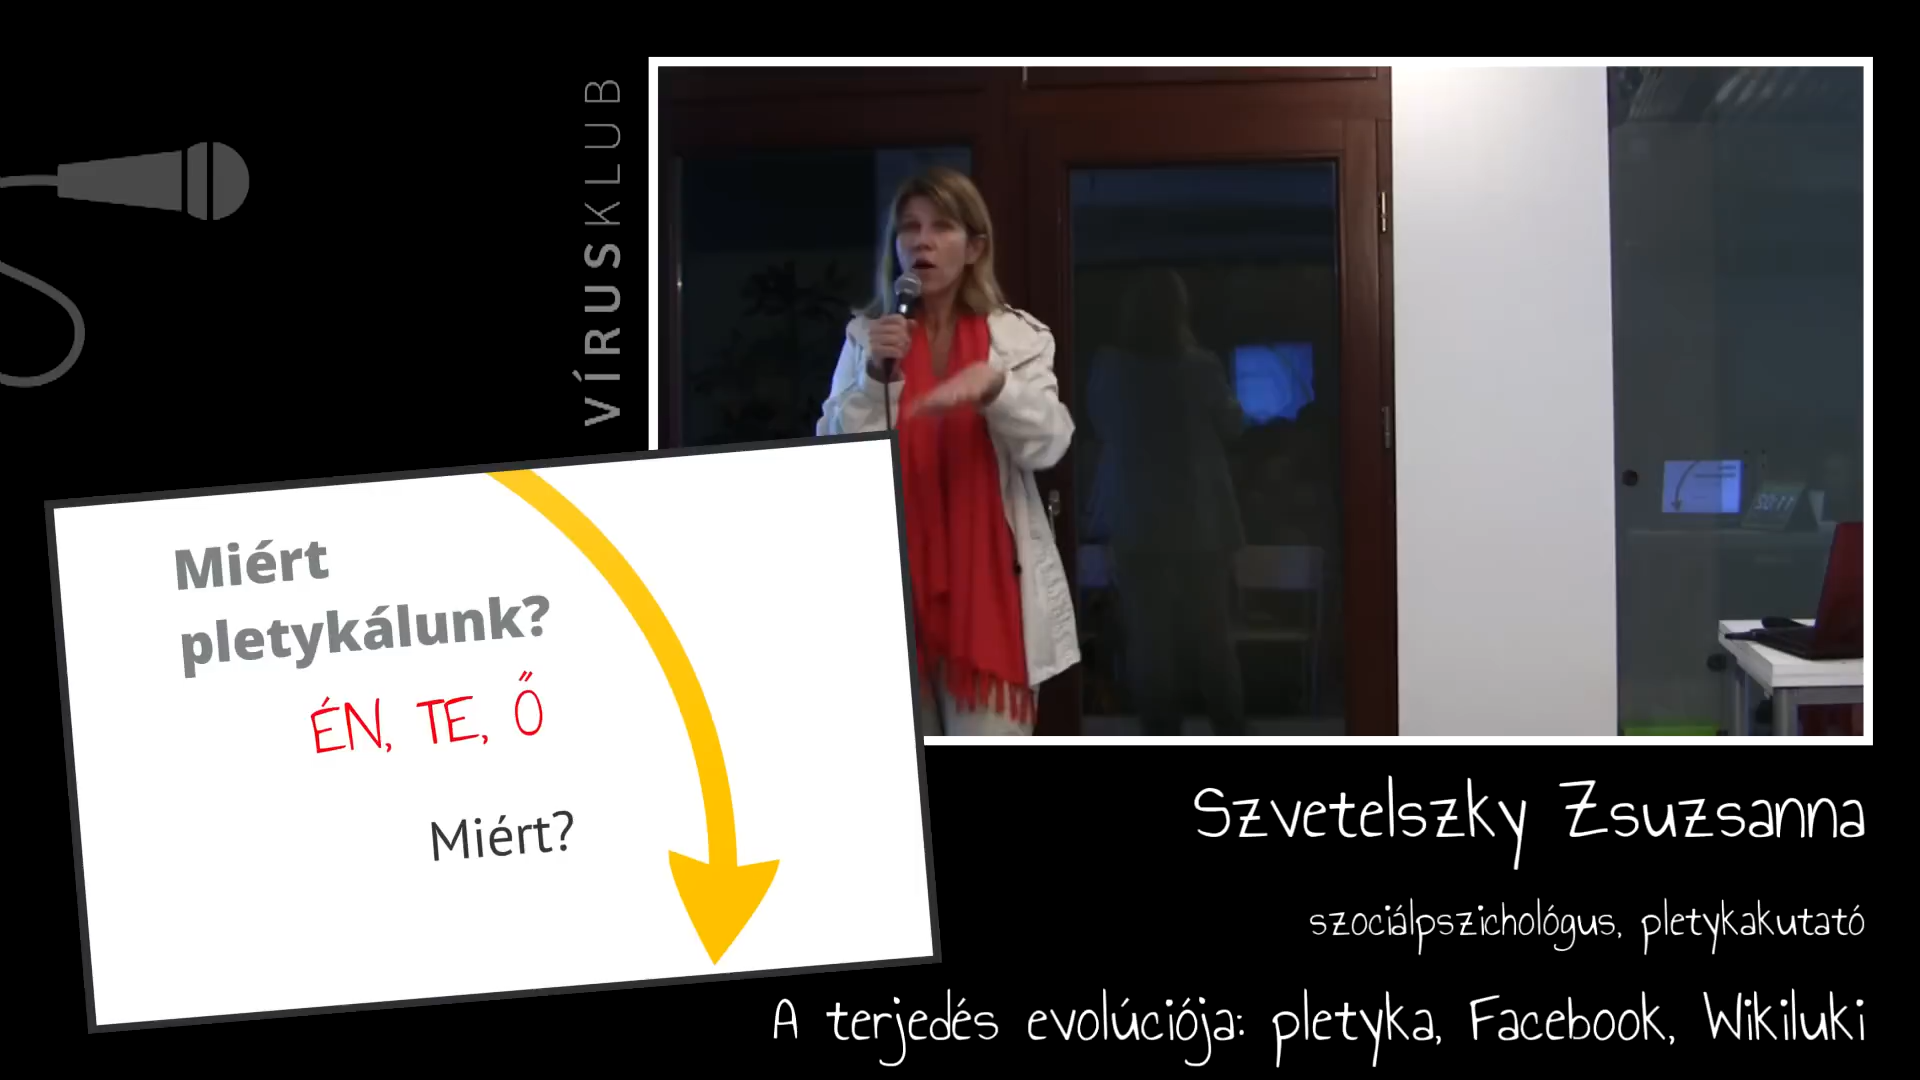 VÍRUSKLUB
Miért
pletykálunk?
ÉN, TE, Ő
Miért?
Szvetelszky Zsuzsanna
szociálpszichológus, pletykakutató
A terjedés evolúciója: pletyka, Facebook, Wikiluki